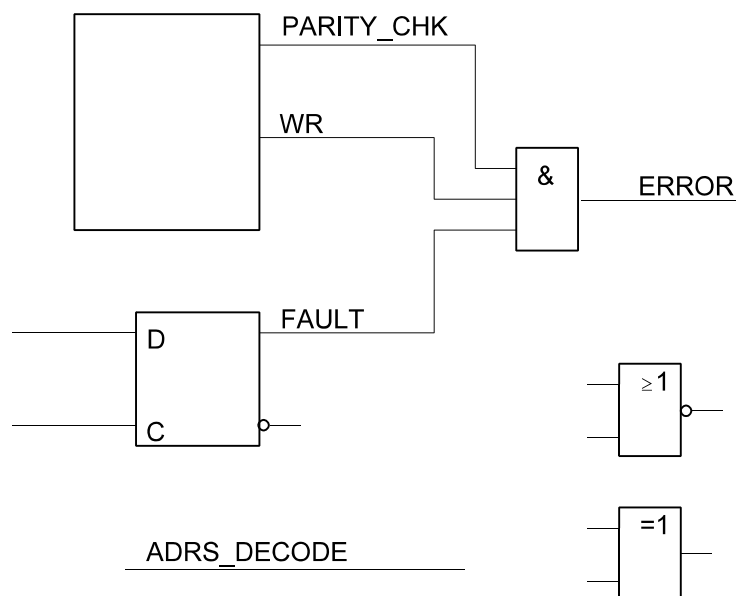 PARITY_CHK
WR
&
ERROR
FAULT
D
C
≥1
=1
ADRS_DECODE